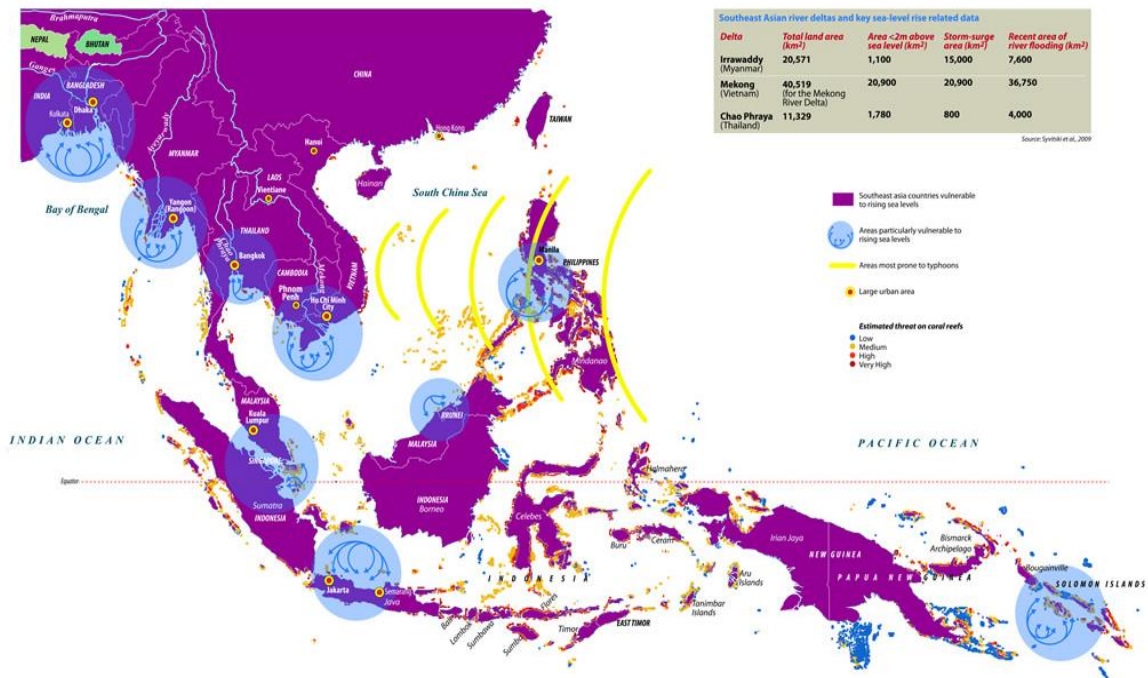 Brahmaputra
NEPAL
BHUTAN
Ganges
BANGLADESH
INDIA
Dhaka
Kolkata
CHINA
Irrawaddy
MYANMAR
Hanoi
Hong Kong
TAIWAN
LAOS
Hainan
Vientiane
South China Sea
Bay of Bengal
Yangon
(Rangoon)
THAILAND
Chao
Phraya
Bangkok
CAMBODIA
Mekong
VIETNAM
Phnom
Penh
Ho Chi Minh
City
Manila
PHILIPPINES
Mindanao
MALAYSIA
Kuala
Lumpur
BRUNEI
MALAYSIA
INDIAN OCEAN
PACIFIC OCEAN
SINGAPORE
Equator
Sumatra
INDONESIA
INDONESIA
Borneo
Celebes
Halmahera
Buru
Ceram
Irian Jaya
NEW GUINEA
PAPUA NEW GUINEA
Bismarck
Archipelago
Bougainville
SOLOMON ISLANDS
INDONESIA
Aru
Islands
Tanimbar
Islands
Jakarta
Semarang
Java
Bali
Lombok
Sumbawa
Flores
Sumba
Timor
EAST TIMOR
Southeast Asian river deltas and key sea-level rise related data
Delta Total land area (km²) Area <2m above sea level (km²) Storm-surge area (km²) Recent area of river flooding (km²)
Irrawaddy (Myanmar) 20,571 1,100 15,000 7,600
Mekong (Vietnam) 40,519 (for the Mekong River Delta) 20,900 20,900 36,750
Chao Phraya (Thailand) 11,329 1,780 800 4,000
Source: Syvitski et al., 2009
Southeast asia countries vulnerable
to rising sea levels
Areas particularly vulnerable to
rising sea levels
Areas most prone to typhoons
Large urban area
Estimated threat on coral reefs
Low
Medium
High
Very High